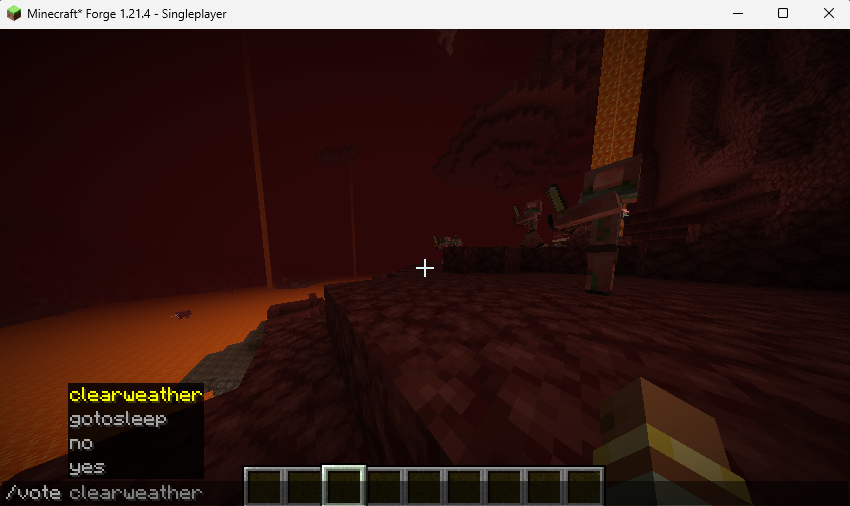 Minecraft* Forge 1.21.4 - Singleplayer
clearweather
gotosleep
no
yes
/vote clearweather